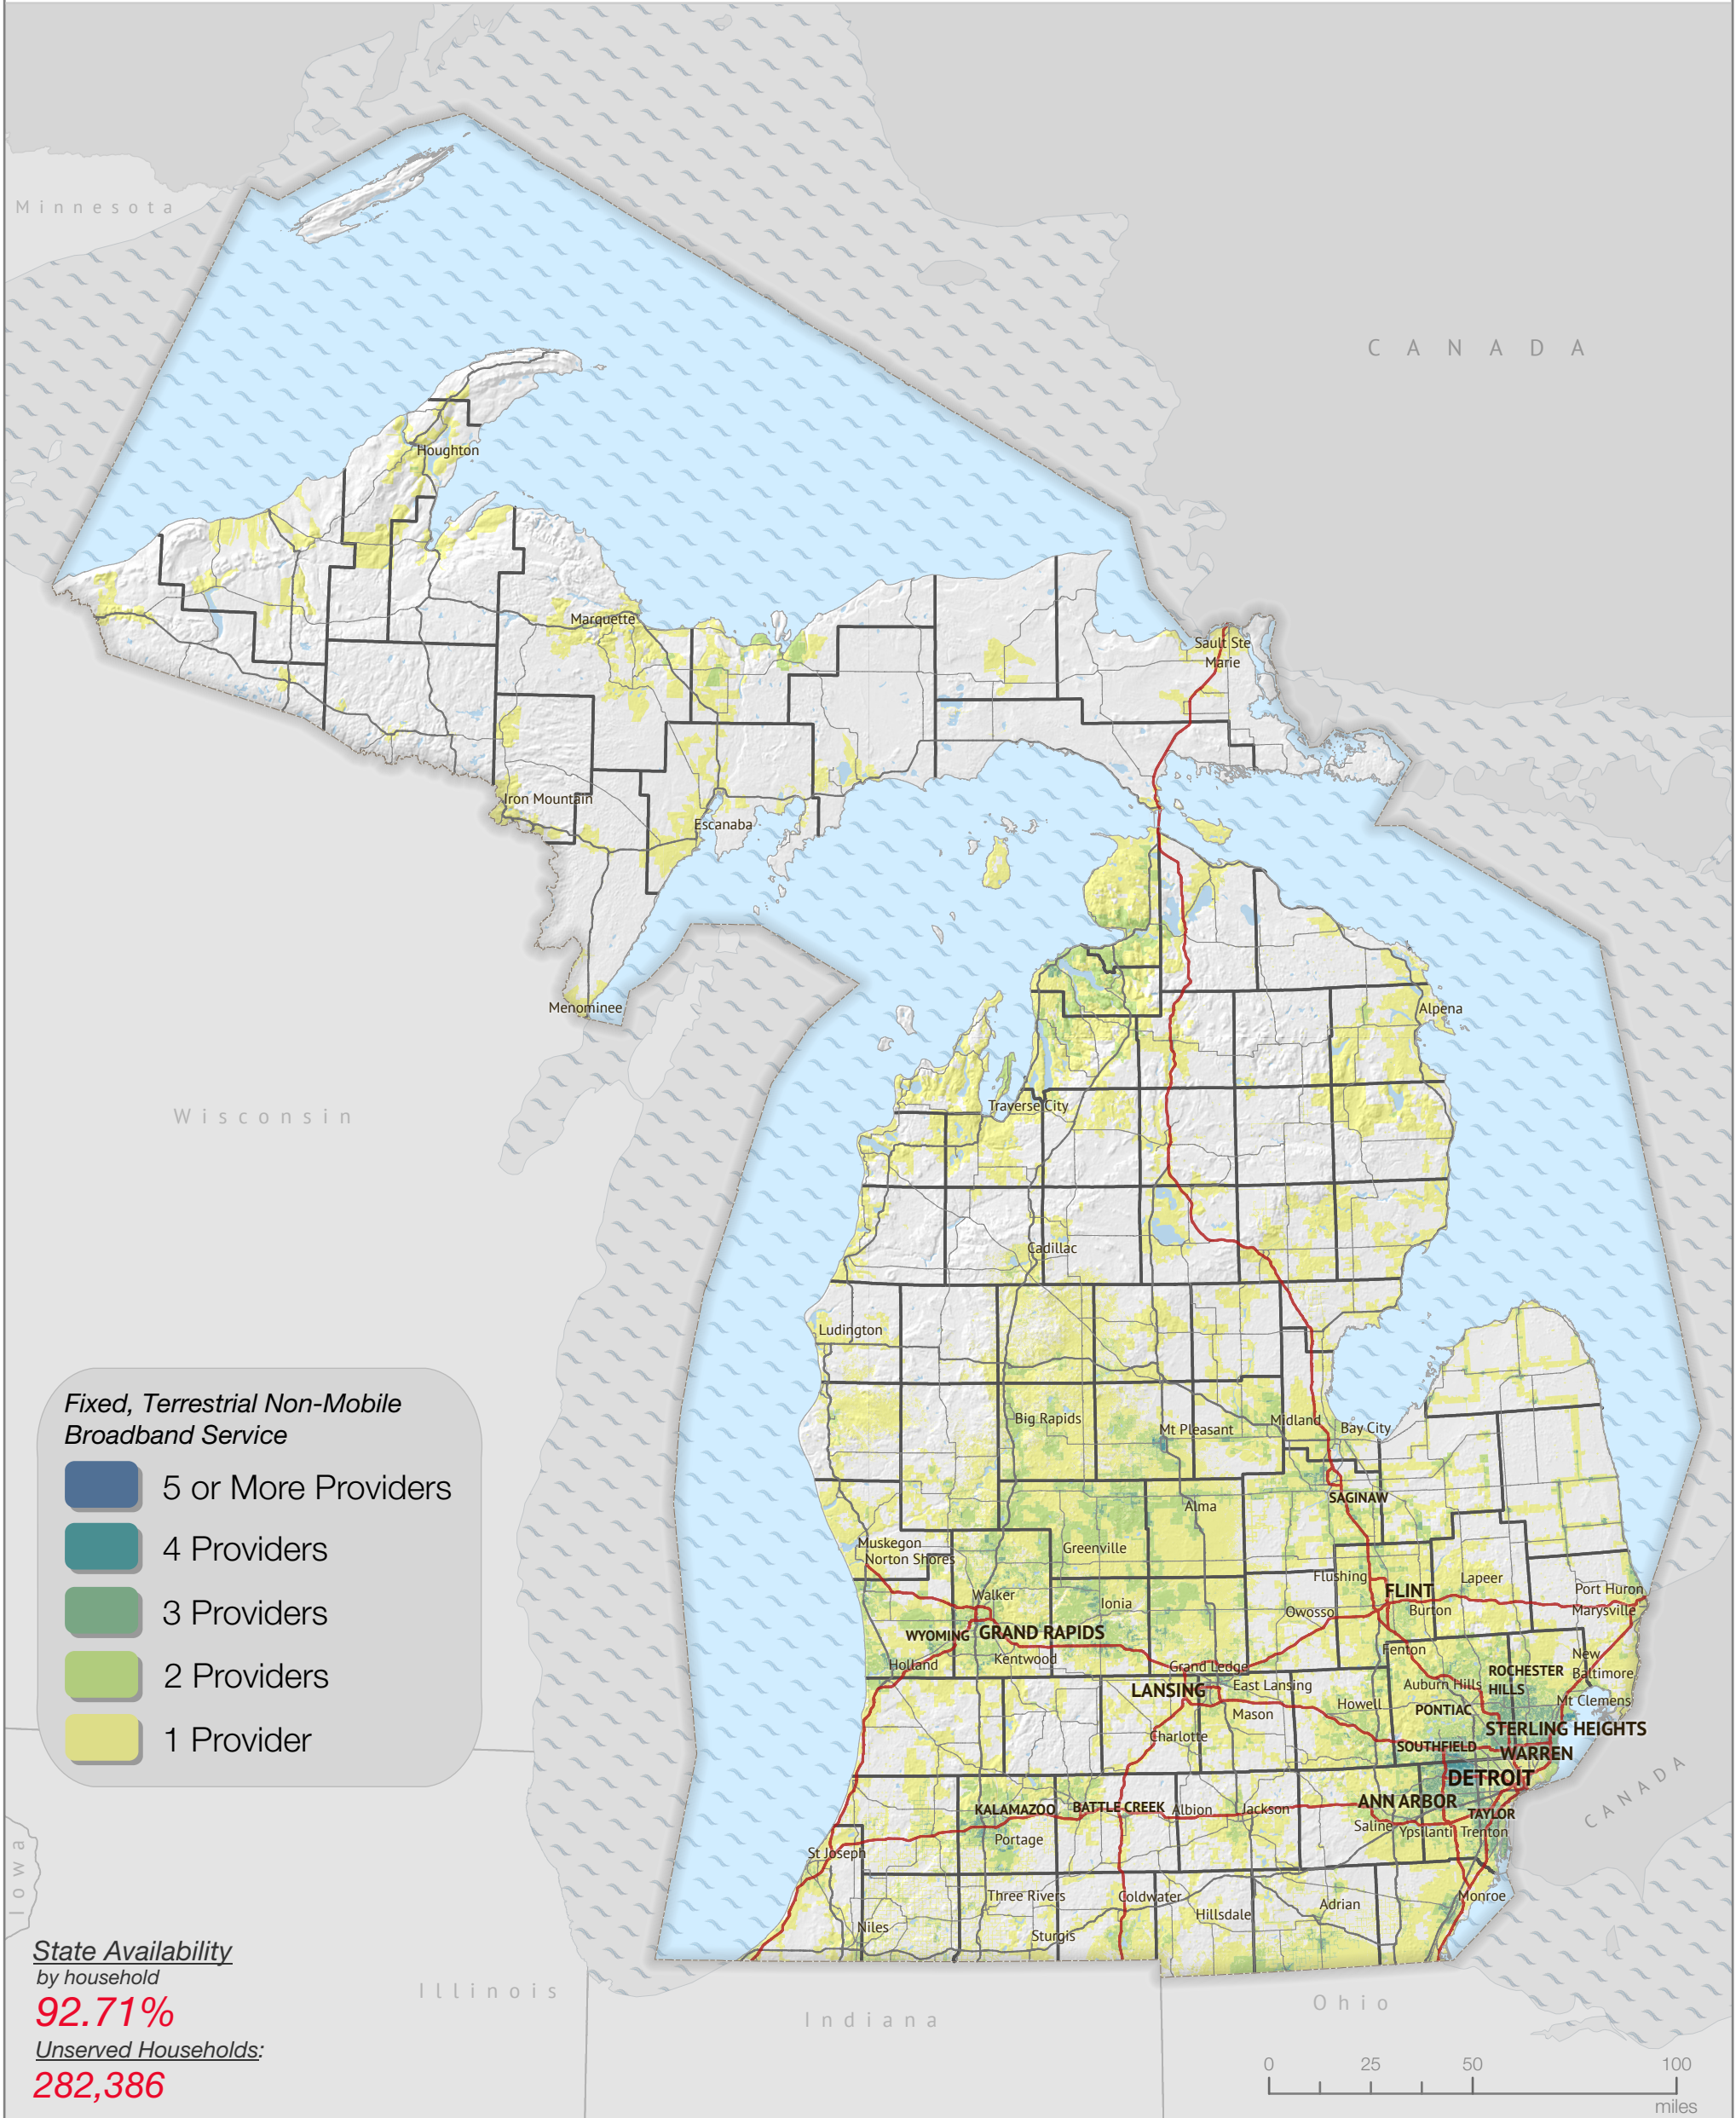 Minnesota
CANADA
Houghton
Marquette
Sault Ste
Marie
Iron Mountain
Escanaba
Menominee
Alpena
Wisconsin
Traverse City
Cadillac
Ludington
Big Rapids
Mt Pleasant
Midland
Bay City
SAGINAW
Alma
Muskegon
Norton Shores
Greenville
Flushing
FLINT
Lapeer
Port Huron
Walker
Ionia
Owosso
Burton
Marysville
WYOMING
GRAND RAPIDS
Fenton
Holland
Kentwood
Grand Ledge
ROCHESTER
HILLS
New
Baltimore
LANSING
East Lansing
Auburn Hills
Mt Clemens
Mason
Howell
PONTIAC
Charlotte
STERLING HEIGHTS
SOUTHFIELD
WARREN
DETROIT
CANADA
KALAMAZOO
BATTLE CREEK
Albion
Jackson
ANN ARBOR
TAYLOR
Portage
Saline
Ypsilanti
Trenton
St Joseph
Three Rivers
Coldwater
Hillsdale
Adrian
Monroe
Niles
Sturgis
Fixed, Terrestrial Non-Mobile
Broadband Service
5 or More Providers
4 Providers
3 Providers
2 Providers
1 Provider
Iowa
State Availability
by household
92.71%
Unserved Households:
282,386
Illinois
Indiana
Ohio
0 25 50 100
miles